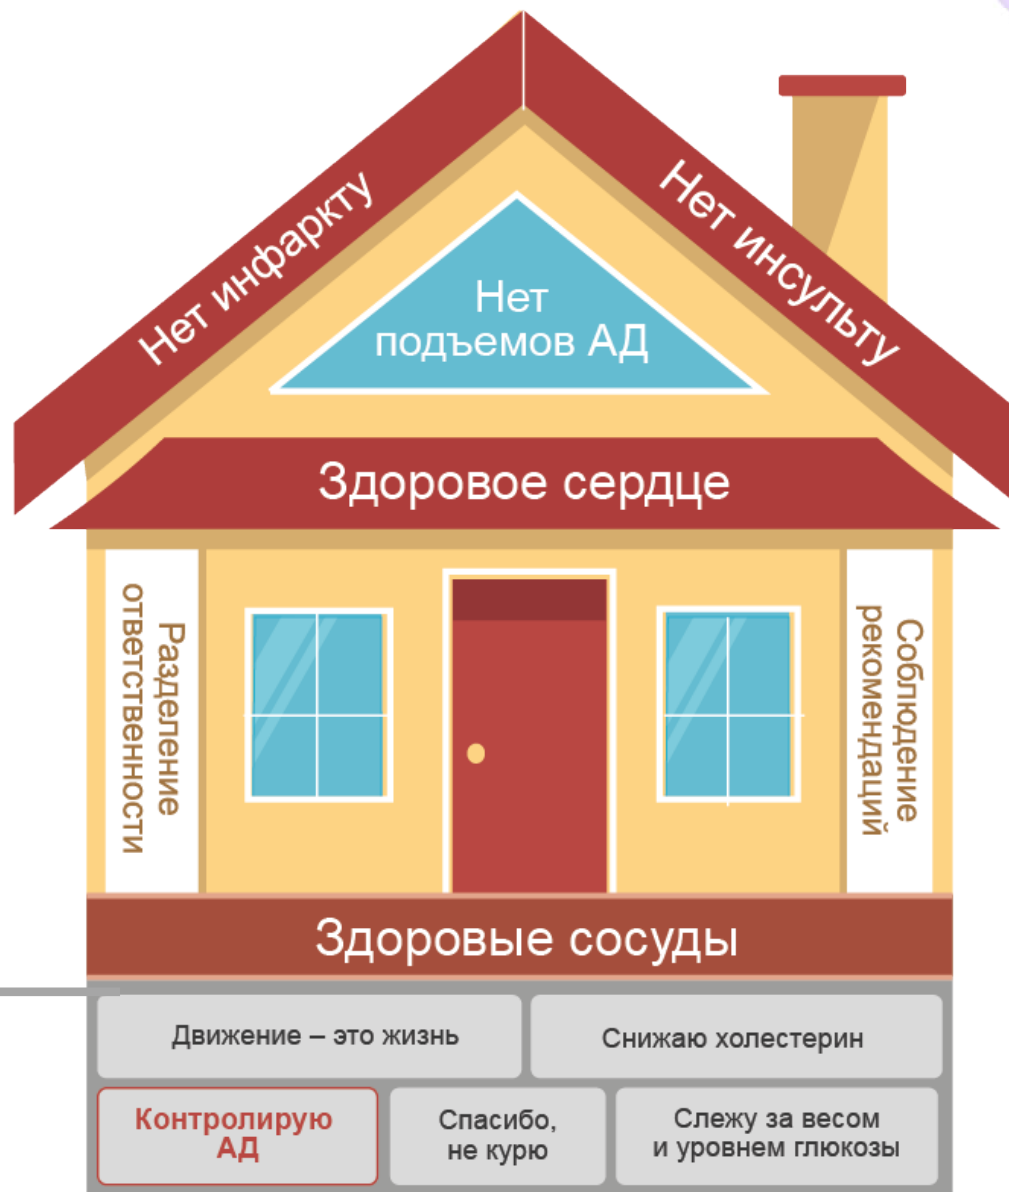 Нет инфаркту
Нет инсульту
Нет
подъемов АД
Здоровое сердце
Разделение
ответственности
Соблюдение
рекомендаций
Здоровые сосуды
Движение – это жизнь
Снижаю холестерин
Контролирую
АД
Спасибо,
не курю
Слежу за весом
и уровнем глюкозы